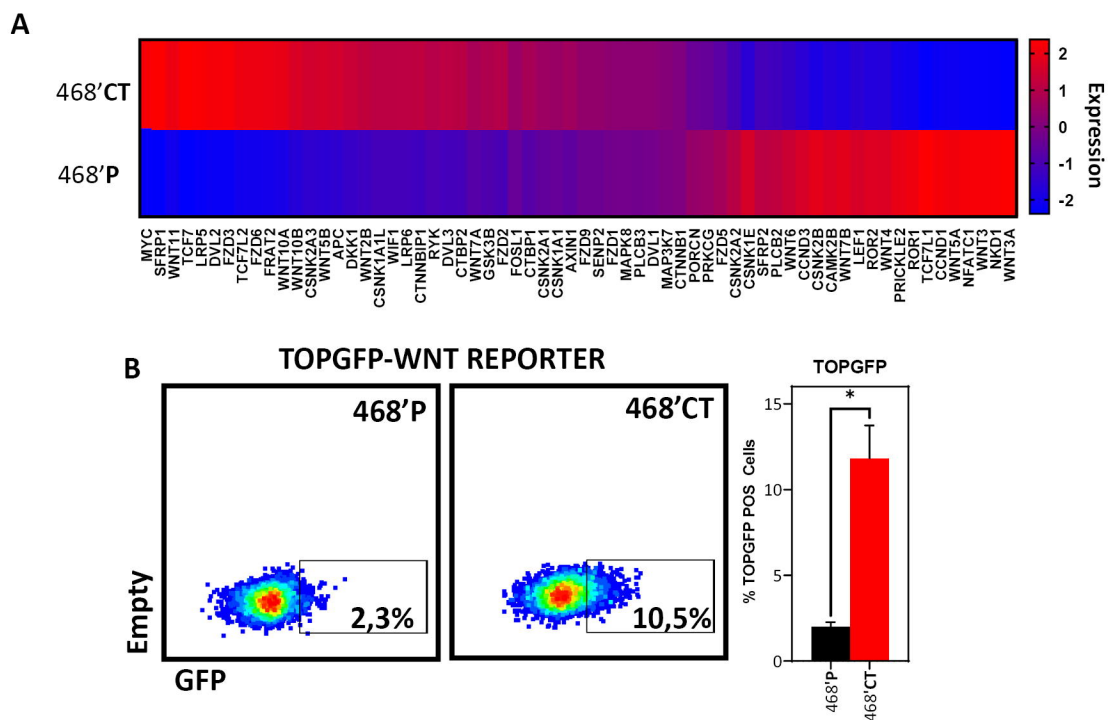 A
468'CT
468'P
2
1
0
-1
-2
Expression
MYC
SFRP1
WNT11
TCF7
LRP5
DVL2
FZD3
TCF7L2
FZD6
FRAT2
WNT10A
WNT10B
CSNK2A3
WNT5B
APC
DKK1
WNT2B
CSNK1A1L
WIF1
LRP6
CTNNBIP1
RYK
DVL3
CTBP2
WNT7A
GSK3B
FZD2
FOSL1
CTBP1
CSNK2A1
CSNK1A1
AXIN1
FZD9
SENP2
FZD1
MAPK8
PLCB3
DVL1
MAP3K7
CTNNB1
PORCN
PRKCG
FZD5
CSNK2A2
CSNK1E
SFRP2
PLCB2
WNT6
CCND3
CSNK2B
CAMK2B
WNT7B
LEF1
ROR2
WNT4
PRICKLE2
ROR1
TCF7L1
CCND1
WNT5A
NFATC1
WNT3
NKD1
WNT3A
B
TOPGFP-WNT REPORTER
468'P
2,3%
468'CT
10,5%
Empty
GFP
TOPGFP
*
% TOPGFP POS Cells
15
10
5
0
468'P
468'CT